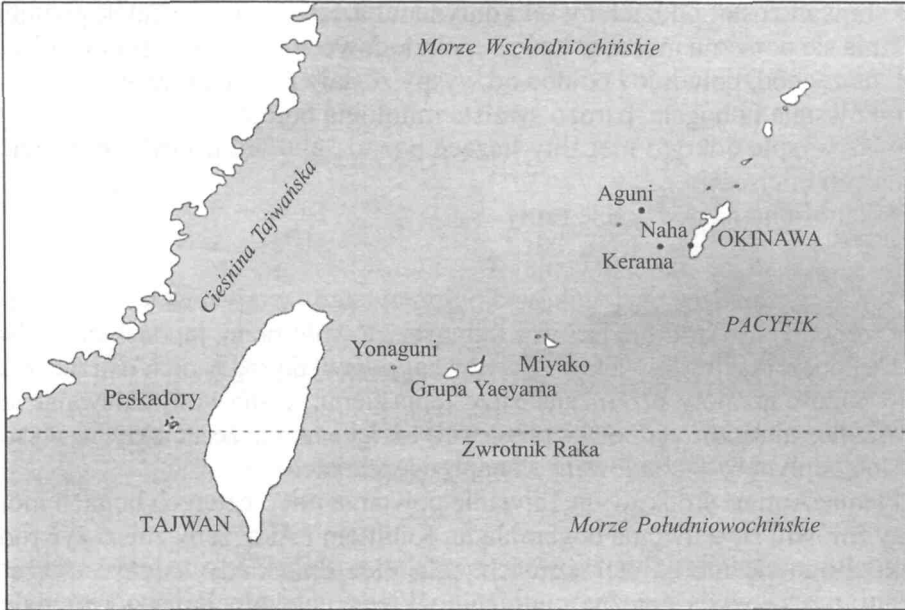 Morze Wschodniochińskie
Cieśnina Tajwańska
Aguni
Naha
OKINAWA
Kerama
PACYFIK
Yonaguni
Miyako
Grupa Yaeyama
Peskadory
Zwrotnik Raka
TAJWAN
Morze Południowochińskie